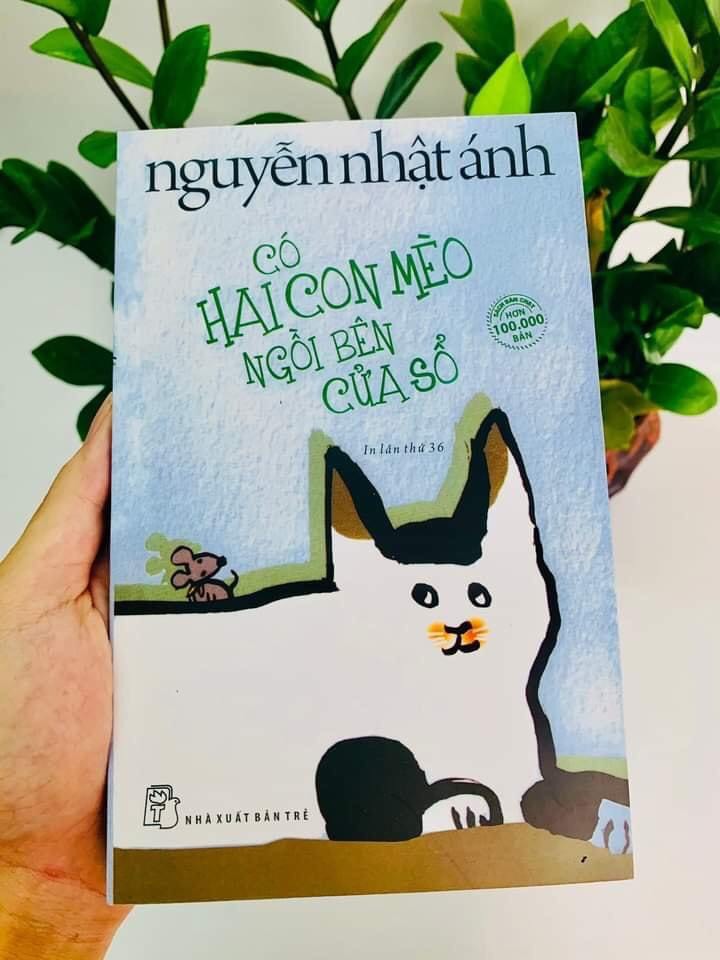 nguyễn nhật ánh
CÓ
HAI CON MÈO
NGỒI BÊN
CỬA SỔ
SÁCH BÁN CHẠY
HƠN
100.000
BẢN
In lần thứ 36
NHÀ XUẤT BẢN TRẺ